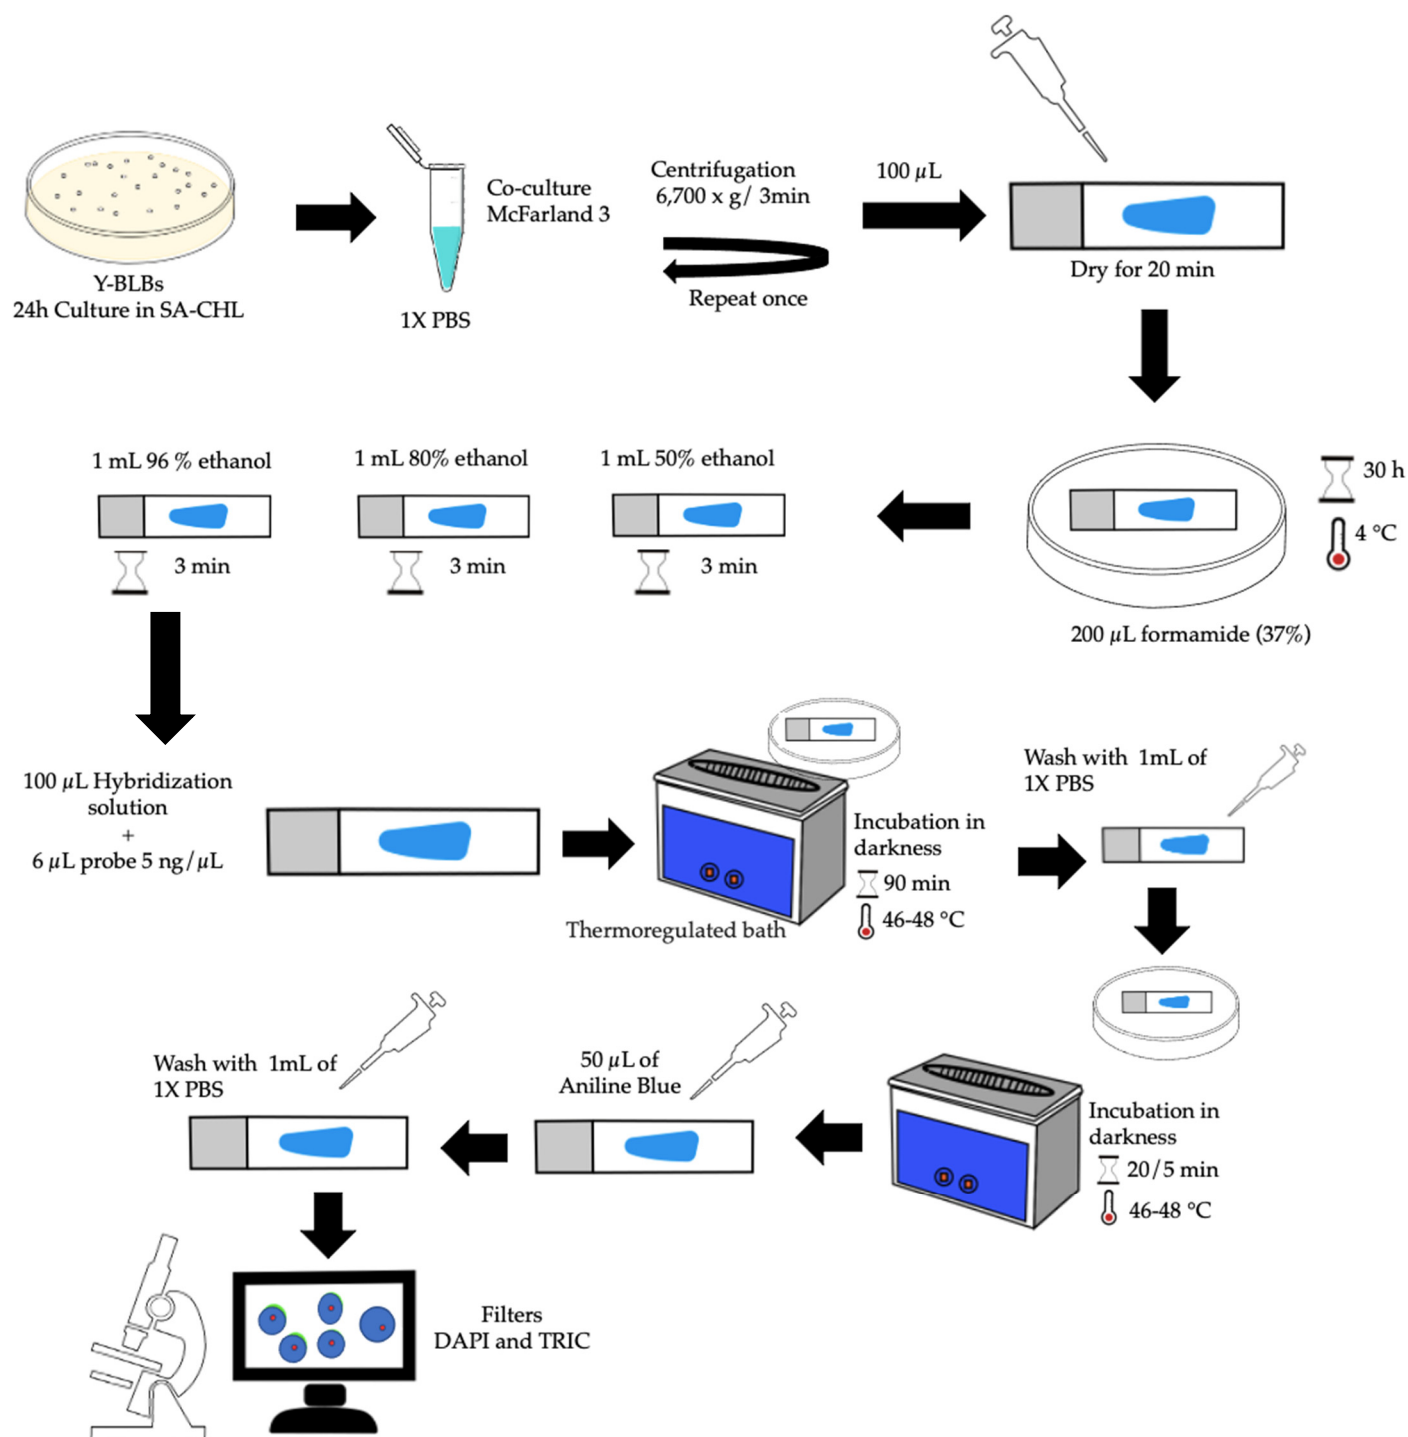 Y-BLBs
24h Culture in SA-CHL
Co-culture
McFarland 3
1X PBS
Centrifugation
6,700 x g/ 3min
Repeat once
100 µL
Dry for 20 min
30 h
4 °C
200 µL formamide (37%)
1 mL 50% ethanol
3 min
1 mL 80% ethanol
3 min
1 mL 96 % ethanol
3 min
100 µL Hybridization
solution
+
6 µL probe 5 ng/µL
Thermoregulated bath
Incubation in
darkness
90 min
46-48 °C
Wash with 1mL of
1X PBS
Incubation in
darkness
20/5 min
46-48 °C
50 µL of
Aniline Blue
Wash with 1mL of
1X PBS
Filters
DAPI and TRIC